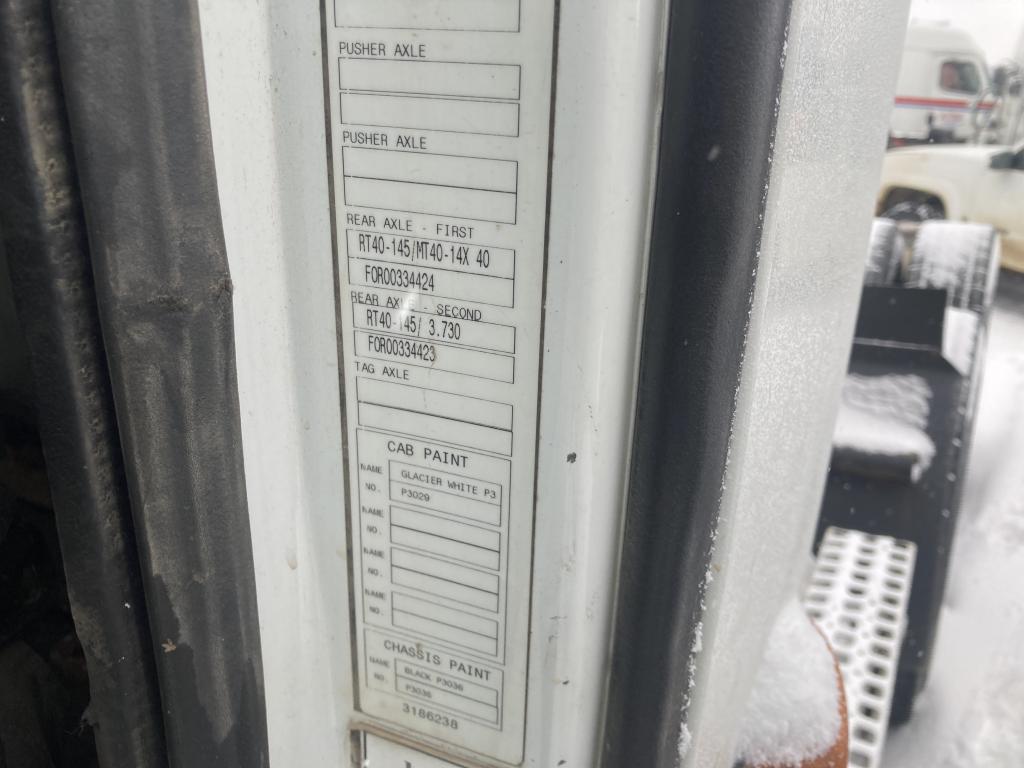 PUSHER AXLE
PUSHER AXLE
REAR AXLE - FIRST
RT40-145/MT40-14X 40
FOR00334424
REAR AXLE - SECOND
RT40-145/ 3.730
FOR00334423
TAG AXLE
CAB PAINT
NAME GLACIER WHITE P3
NO. P3029
NAME
NO.
NAME
NO.
NAME
NO.
CHASSIS PAINT
NAME BLACK P3036
NO. P3036
3186238